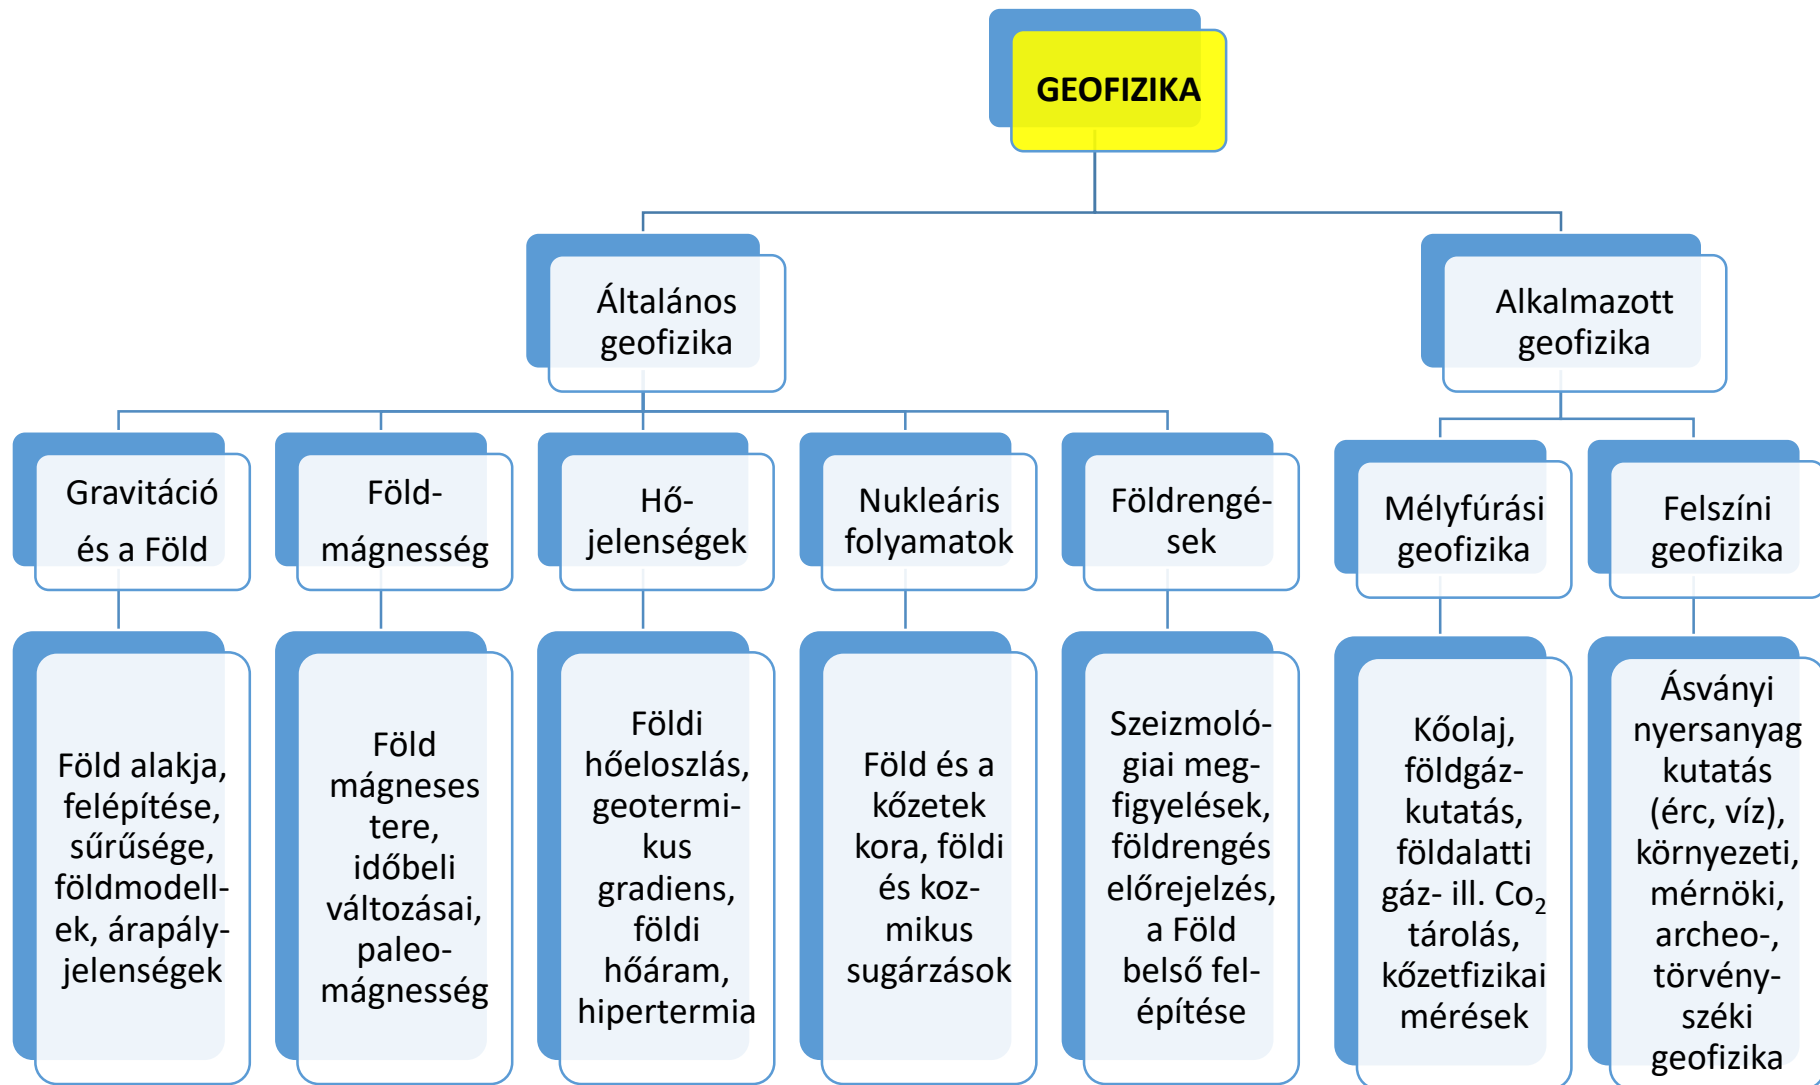 GEOFIZIKA
Általános
geofizika
Alkalmazott
geofizika
Gravitáció
és a Föld
Föld-
mágnesség
Hő-
jelenségek
Nukleáris
folyamatok
Földrengé-
sek
Mélyfúrási
geofizika
Felszíni
geofizika
Föld alakja,
felépítése,
sűrűsége,
földmodell-
ek, árapály-
jelenségek
Föld
mágneses
tere,
időbeli
változásai,
paleo-
mágnesség
Földi
hőeloszlás,
geotermi-
kus
gradiens,
földi
hőáram,
hipertermia
Föld és a
kőzetek
kora, földi
és koz-
mikus
sugárzások
Szeizmoló-
giai meg-
figyelések,
földrengés
előrejelzés,
a Föld
belső fel-
építése
Kőolaj,
földgáz-
kutatás,
földalatti
gáz- ill. Co₂
tárolás,
kőzetfizikai
mérések
Ásványi
nyersanyag
kutatás
(érc, víz),
környezeti,
mérnöki,
archeo-,
törvény-
széki
geofizika